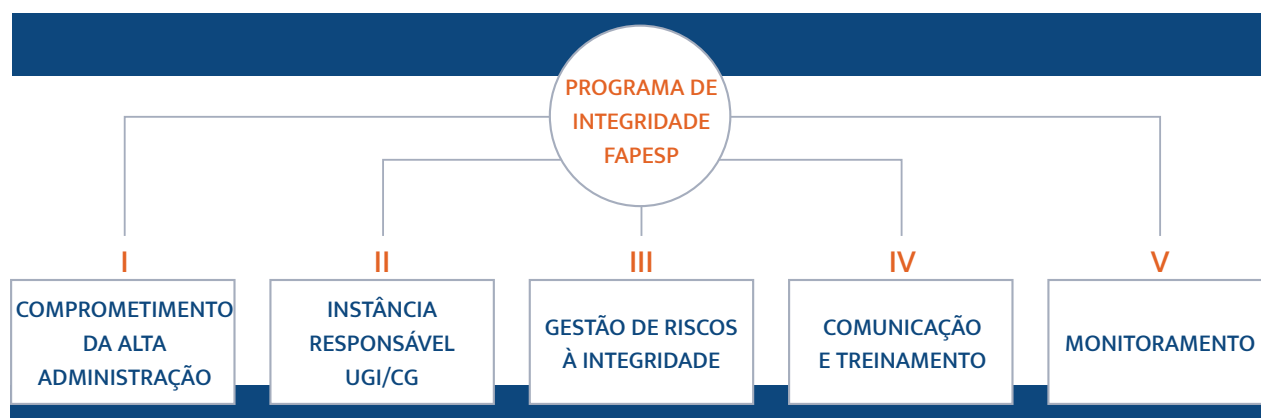 PROGRAMA DE
INTEGRIDADE
FAPESP
I
COMPROMETIMENTO
DA ALTA
ADMINISTRAÇÃO
II
INSTÂNCIA
RESPONSÁVEL
UGI/CG
III
GESTÃO DE RISCOS
À INTEGRIDADE
IV
COMUNICAÇÃO
E TREINAMENTO
V
MONITORAMENTO